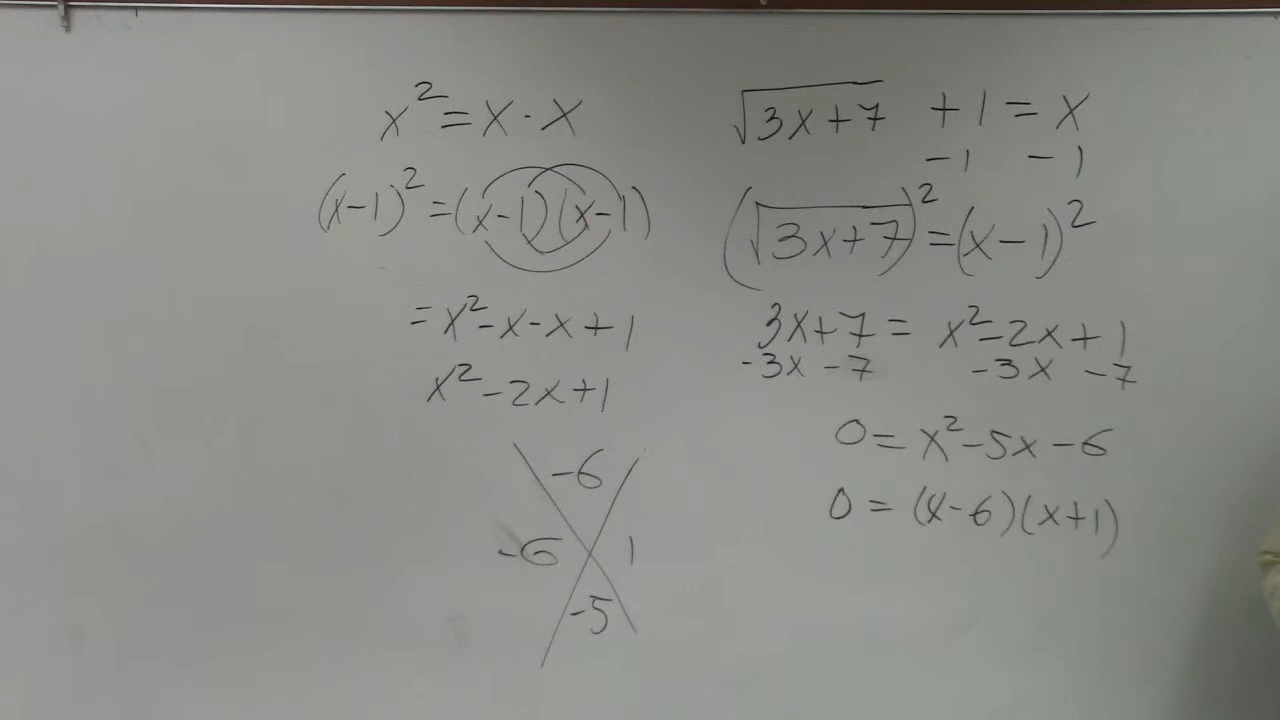 x² = x · x
(x-1)² = (x-1)(x-1)
= x² - x - x + 1
x² - 2x + 1
-6
-6 1
-5
√(3x+7) + 1 = x
-1 -1
(√(3x+7))² = (x-1)²
3x+7 = x² - 2x + 1
-3x -7 -3x -7
0 = x² - 5x - 6
0 = (x-6)(x+1)